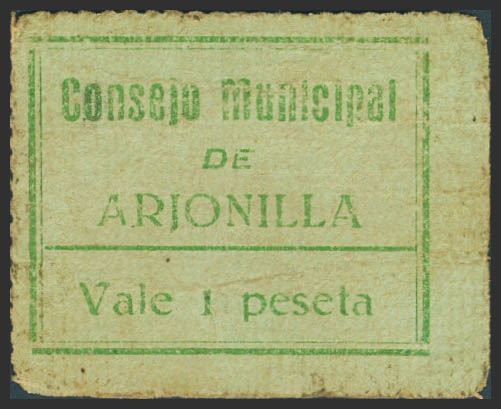 Consejo Municipal
DE
ARJONILLA
Vale 1 peseta